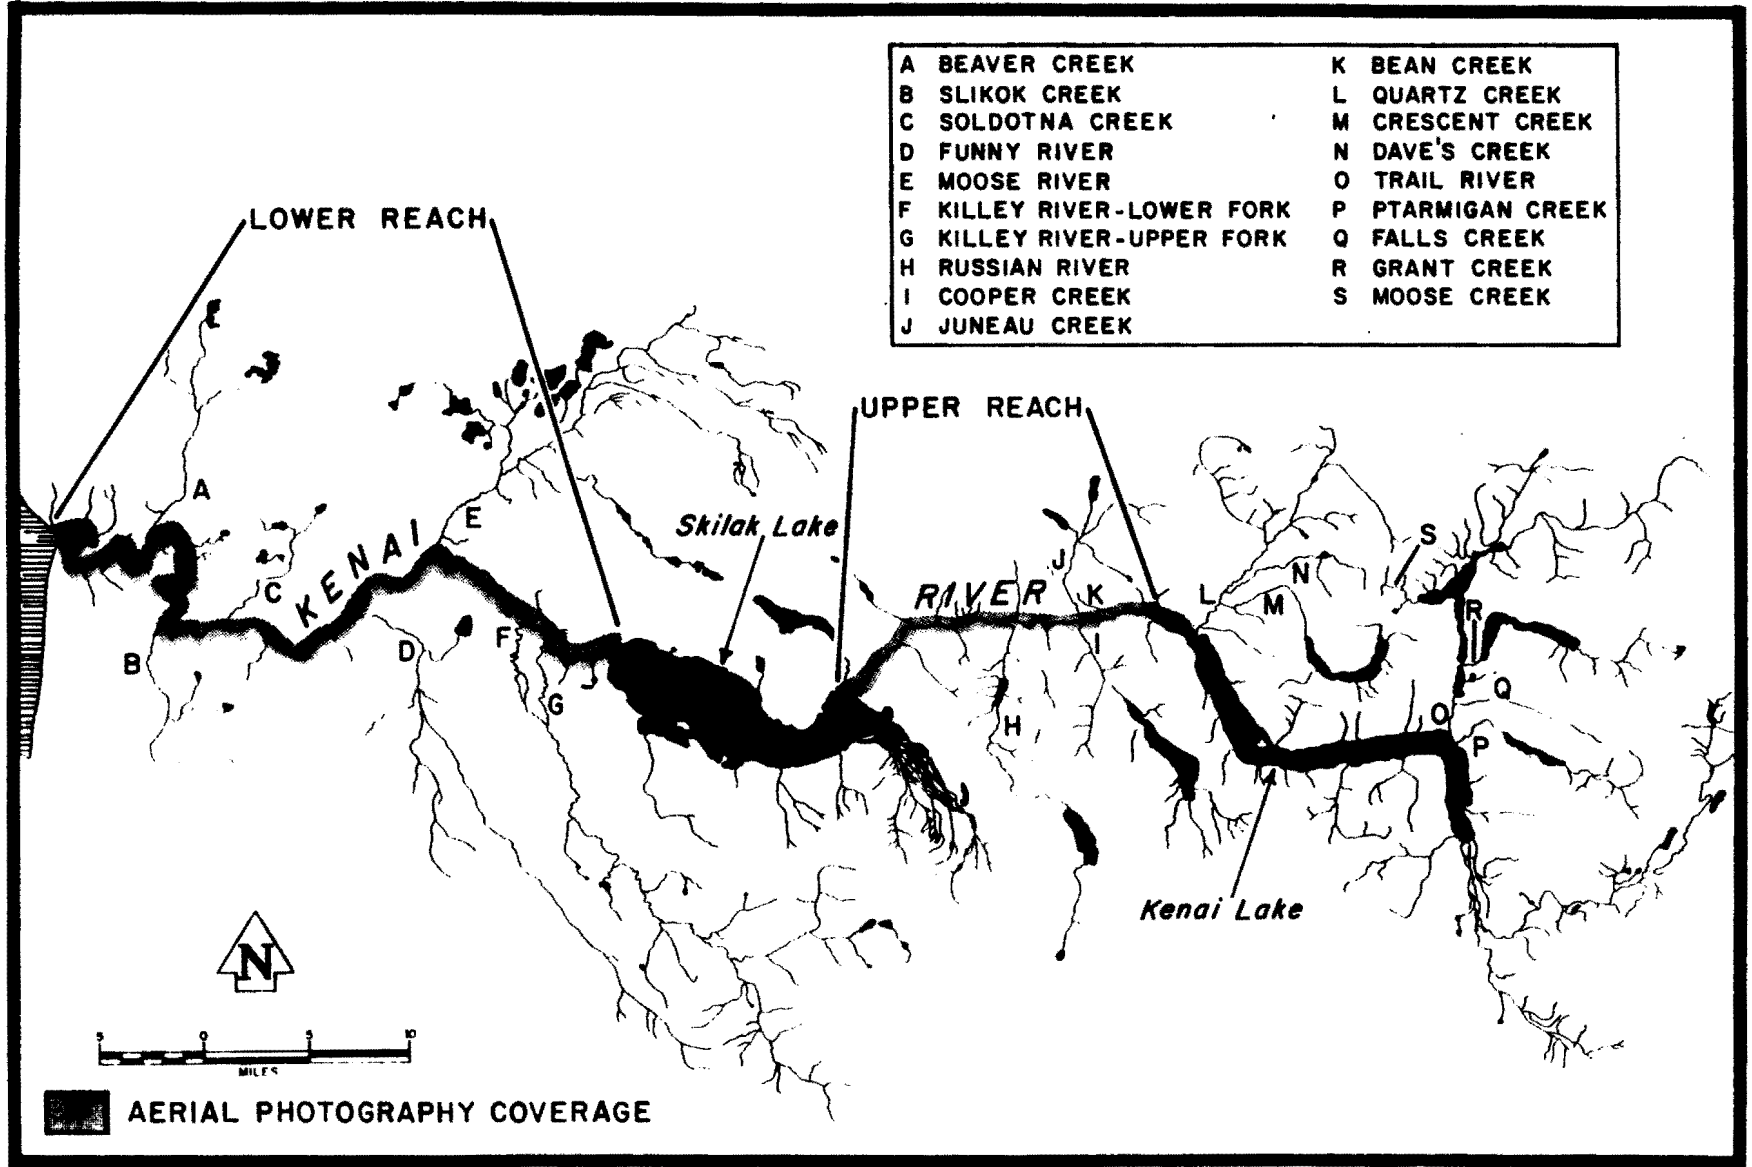 A BEAVER CREEK K BEAN CREEK
B SLIKOK CREEK L QUARTZ CREEK
C SOLDOTNA CREEK M CRESCENT CREEK
D FUNNY RIVER N DAVE'S CREEK
E MOOSE RIVER O TRAIL RIVER
F KILLEY RIVER-LOWER FORK P PTARMIGAN CREEK
G KILLEY RIVER-UPPER FORK Q FALLS CREEK
H RUSSIAN RIVER R GRANT CREEK
I COOPER CREEK S MOOSE CREEK
J JUNEAU CREEK
LOWER REACH
UPPER REACH
A
E
Skilak Lake
S
KENAI
J
N
C
RIVER
K
L
M
R
F
D
I
B
G
Q
H
O
P
Kenai Lake
N
5 0 5 10
MILES
AERIAL PHOTOGRAPHY COVERAGE